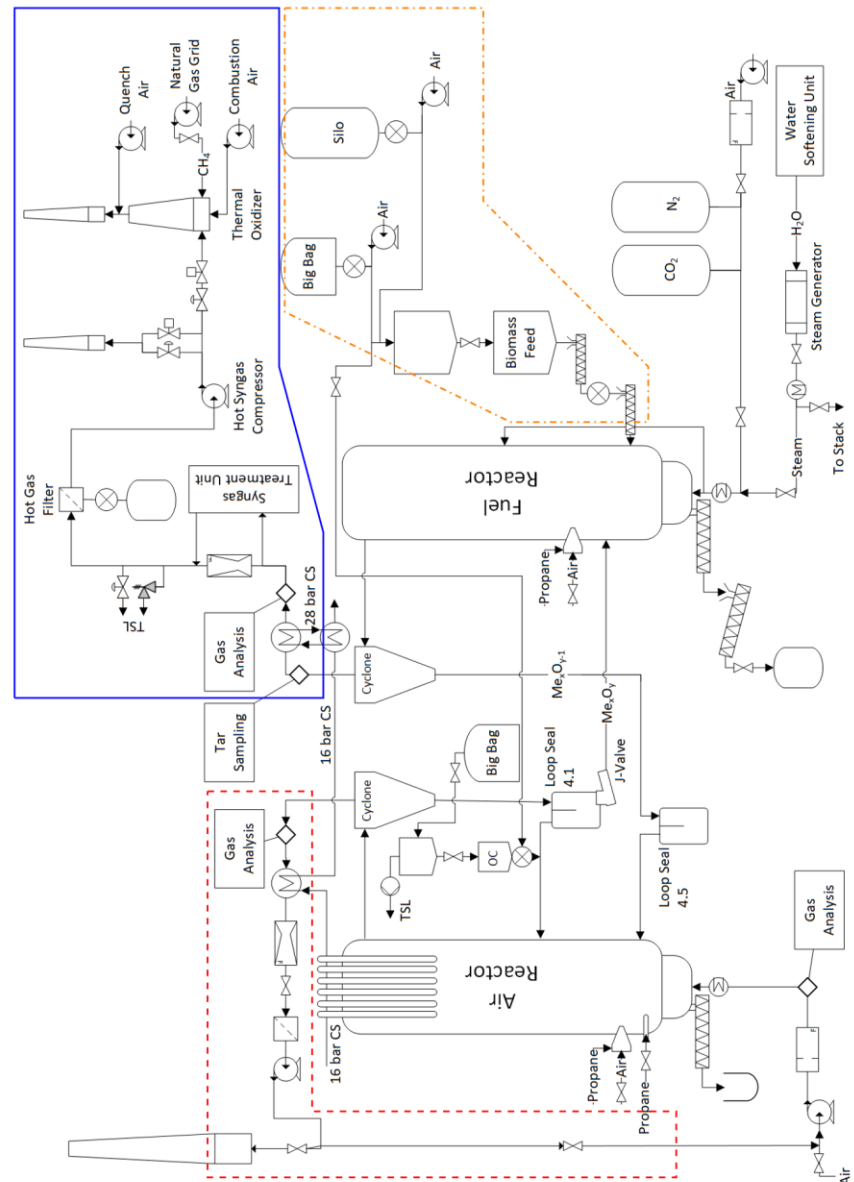 Quench
Air
Natural
Gas Grid
Combustion
Air
CH₄
Thermal
Oxidizer
Hot Syngas
Compressor
Hot Gas
Filter
Syngas
Treatment Unit
TSL
Gas
Analysis
28 bar CS
Tar
Sampling
16 bar CS
Silo
Air
Big Bag
Air
Biomass
Feed
Air
F
Water
Softening Unit
N₂
CO₂
H₂O
Steam Generator
M
Steam
To Stack
Fuel
Reactor
Propane
Air
Cyclone
MeₓOᵧ₋₁
MeₓOᵧ
Cyclone
Big Bag
Loop Seal
4.1
J-Valve
OC
TSL
Loop Seal
4.5
Gas
Analysis
F
16 bar CS
Air
Reactor
Propane
Air
Propane
Gas
Analysis
F
Air